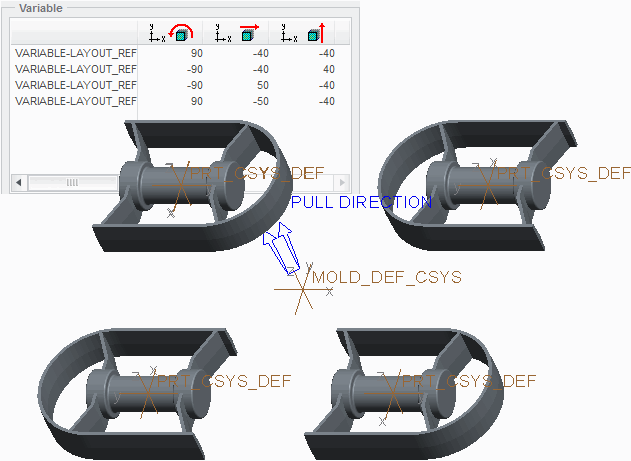 Variable
y x y x y x
VARIABLE-LAYOUT_REF 90 -40 -40
VARIABLE-LAYOUT_REF -90 -40 40
VARIABLE-LAYOUT_REF -90 50 40
VARIABLE-LAYOUT_REF 90 -50 -40
PRT_CSYS_DEF
PRT_CSYS_DEF
x
y
PULL DIRECTION
y MOLD_DEF_CSYS
x
x
PRT_CSYS_DEF
PRT_CSYS_DEF
y
x